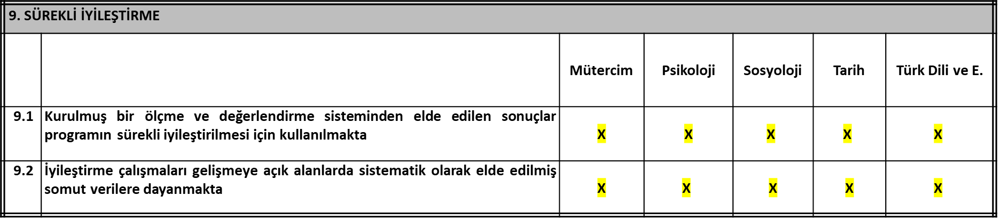 9. SÜREKLİ İYİLEŞTİRME
Mütercim Psikoloji Sosyoloji Tarih Türk Dili ve E.
9.1 Kurulmuş bir ölçme ve değerlendirme sisteminden elde edilen sonuçlar
programın sürekli iyileştirilmesi için kullanılmakta
X X X X X
9.2 İyileştirme çalışmaları gelişmeye açık alanlarda sistematik olarak elde edilmiş
somut verilere dayanmakta
X X X X X